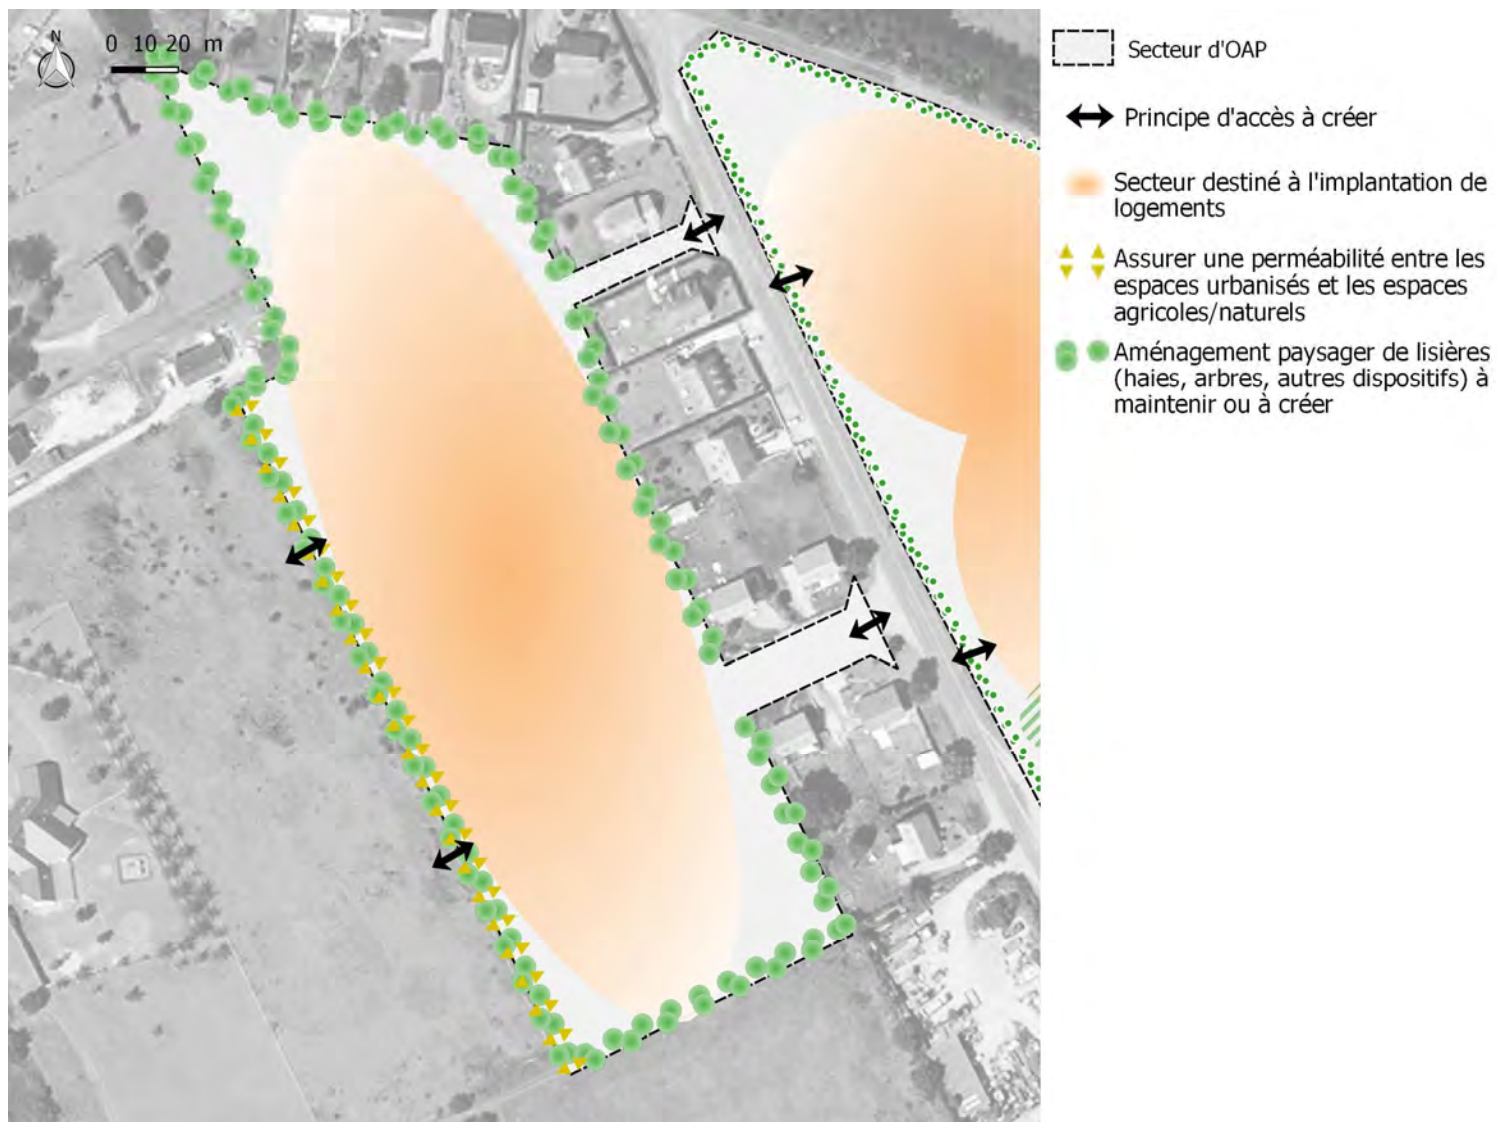 N
0 10 20 m
Secteur d'OAP
Principe d'accès à créer
Secteur destiné à l'implantation de
logements
Assurer une perméabilité entre les
espaces urbanisés et les espaces
agricoles/naturels
Aménagement paysager de lisières
(haies, arbres, autres dispositifs) à
maintenir ou à créer